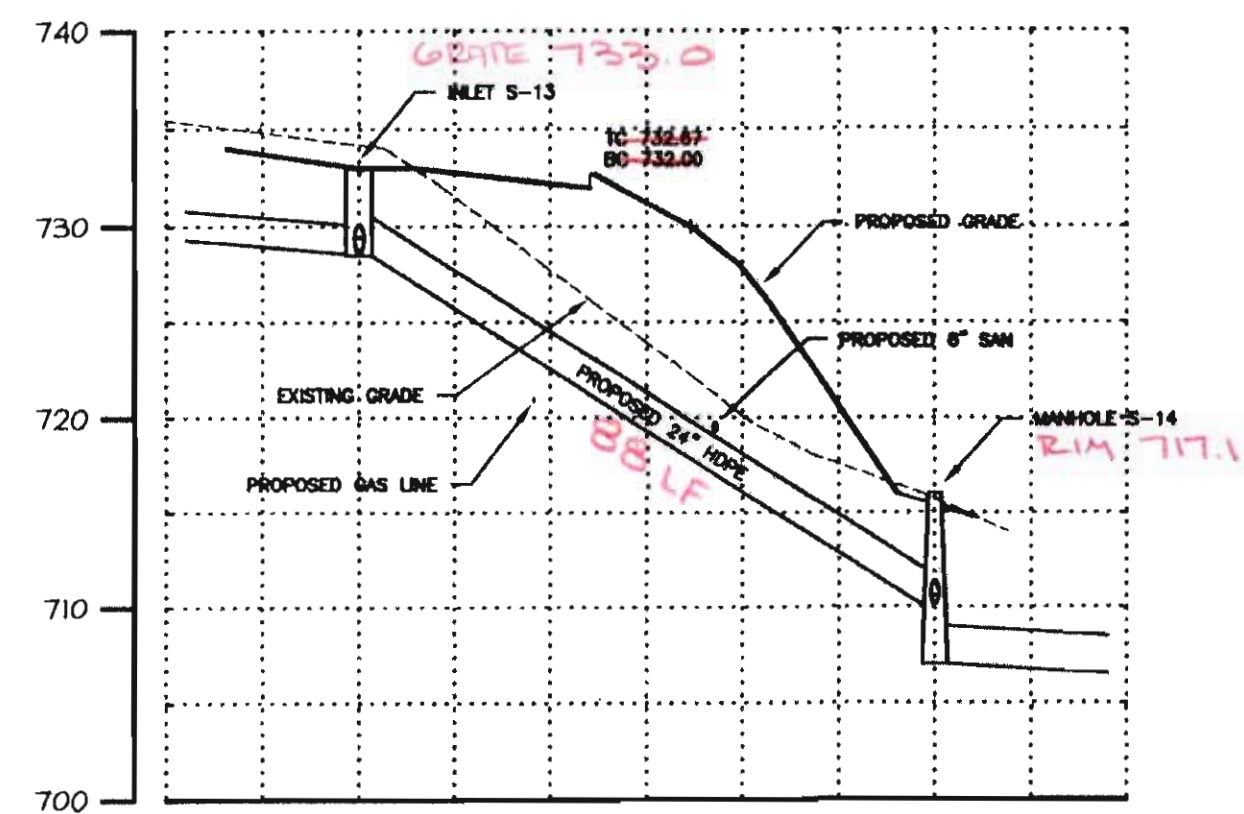 740
GRATE 733.0
INLET S-13
TC 732.67
BC 732.00
730
PROPOSED GRADE
PROPOSED 8" SAN
EXISTING GRADE
720
PROPOSED 24" HDPE
MANHOLE S-14
RIM 717.1
88 LF
PROPOSED GAS LINE
710
700